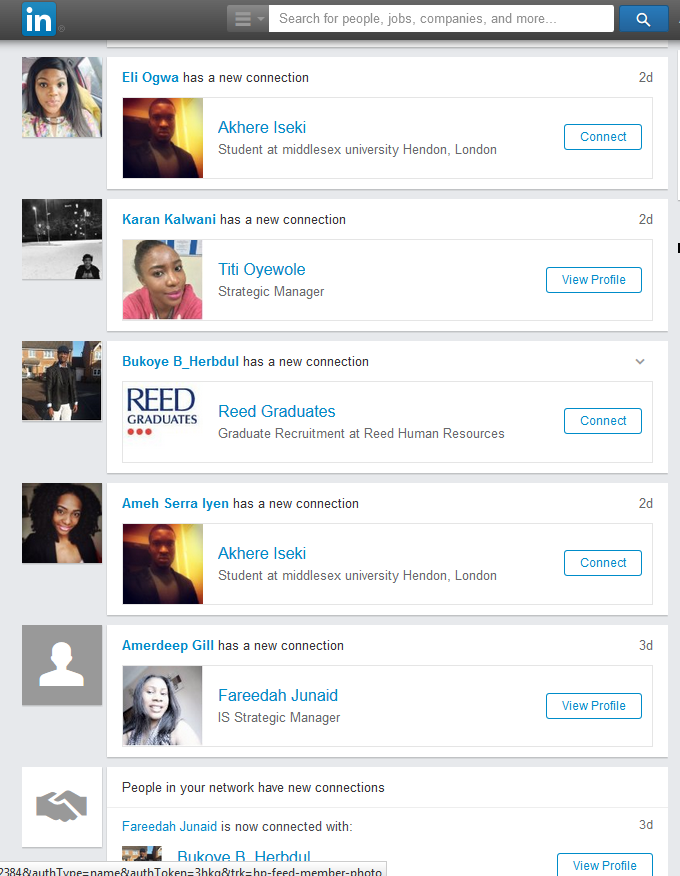 in
Search for people, jobs, companies, and more...
Eli Ogwa has a new connection 2d
Akhere Iseki
Student at middlesex university Hendon, London
Connect
Karan Kalwani has a new connection 2d
Titi Oyewole
Strategic Manager
View Profile
Bukoye B_Herbdul has a new connection
REED
GRADUATES
Reed Graduates
Graduate Recruitment at Reed Human Resources
Connect
Ameh Serra Iyen has a new connection 2d
Akhere Iseki
Student at middlesex university Hendon, London
Connect
Amerdeep Gill has a new connection 3d
Fareedah Junaid
IS Strategic Manager
View Profile
People in your network have new connections
Fareedah Junaid is now connected with: 3d
Bukoye B_Herbdul
View Profile
2384&authType=name&authToken=3hkg&trk=hp-feed-member-photo